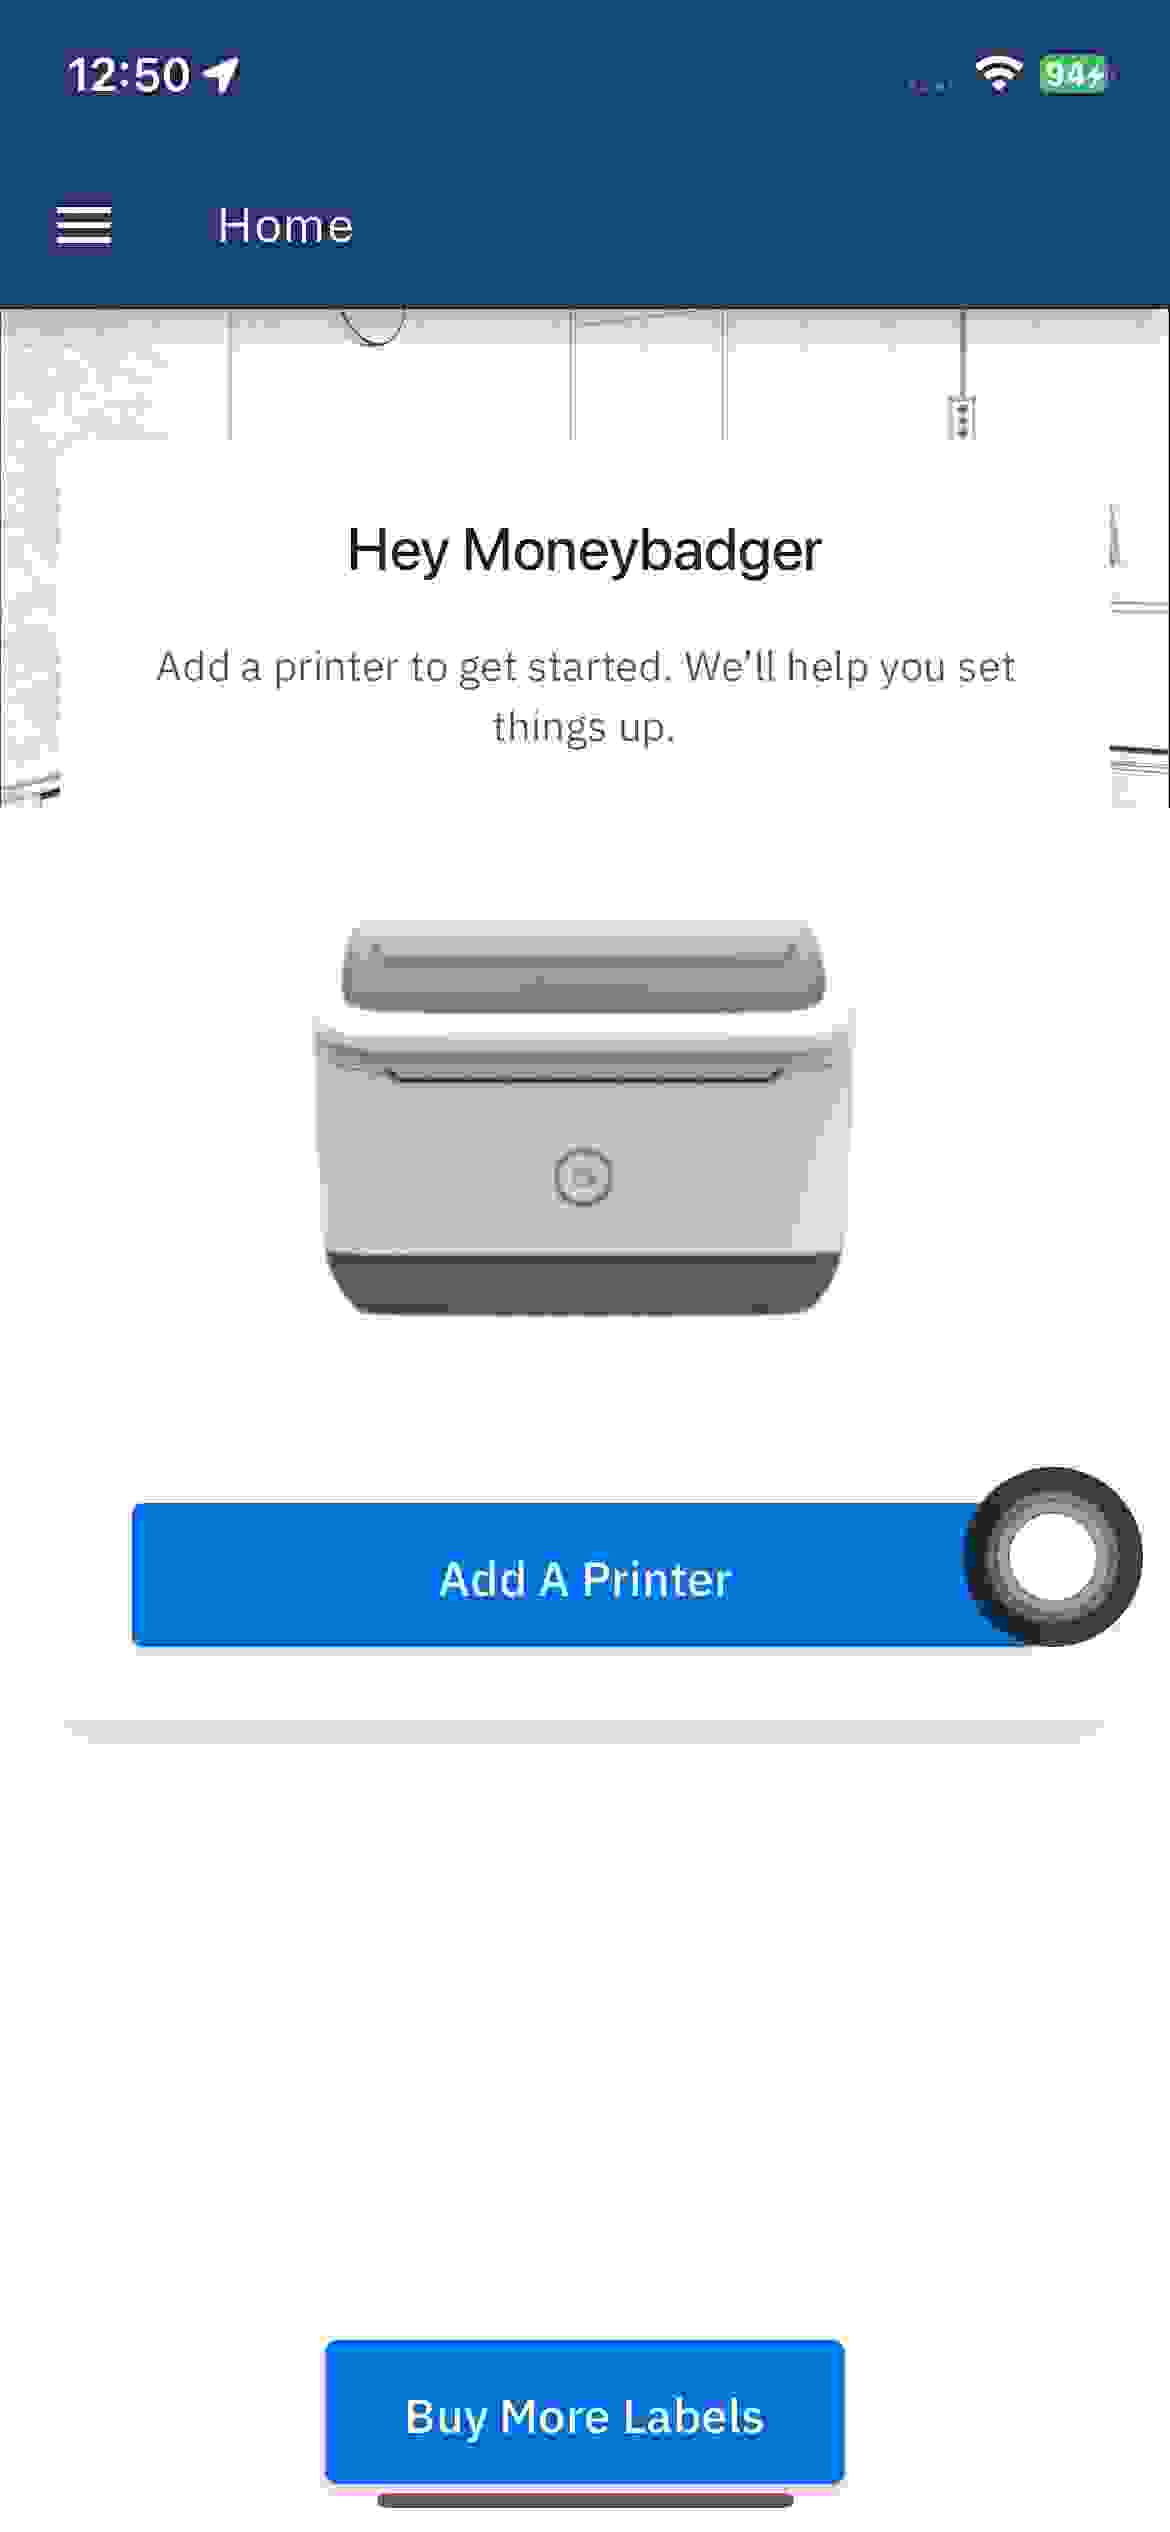 12:50
94
Home
Hey Moneybadger
Add a printer to get started. We'll help you set
things up.
Add A Printer
Buy More Labels